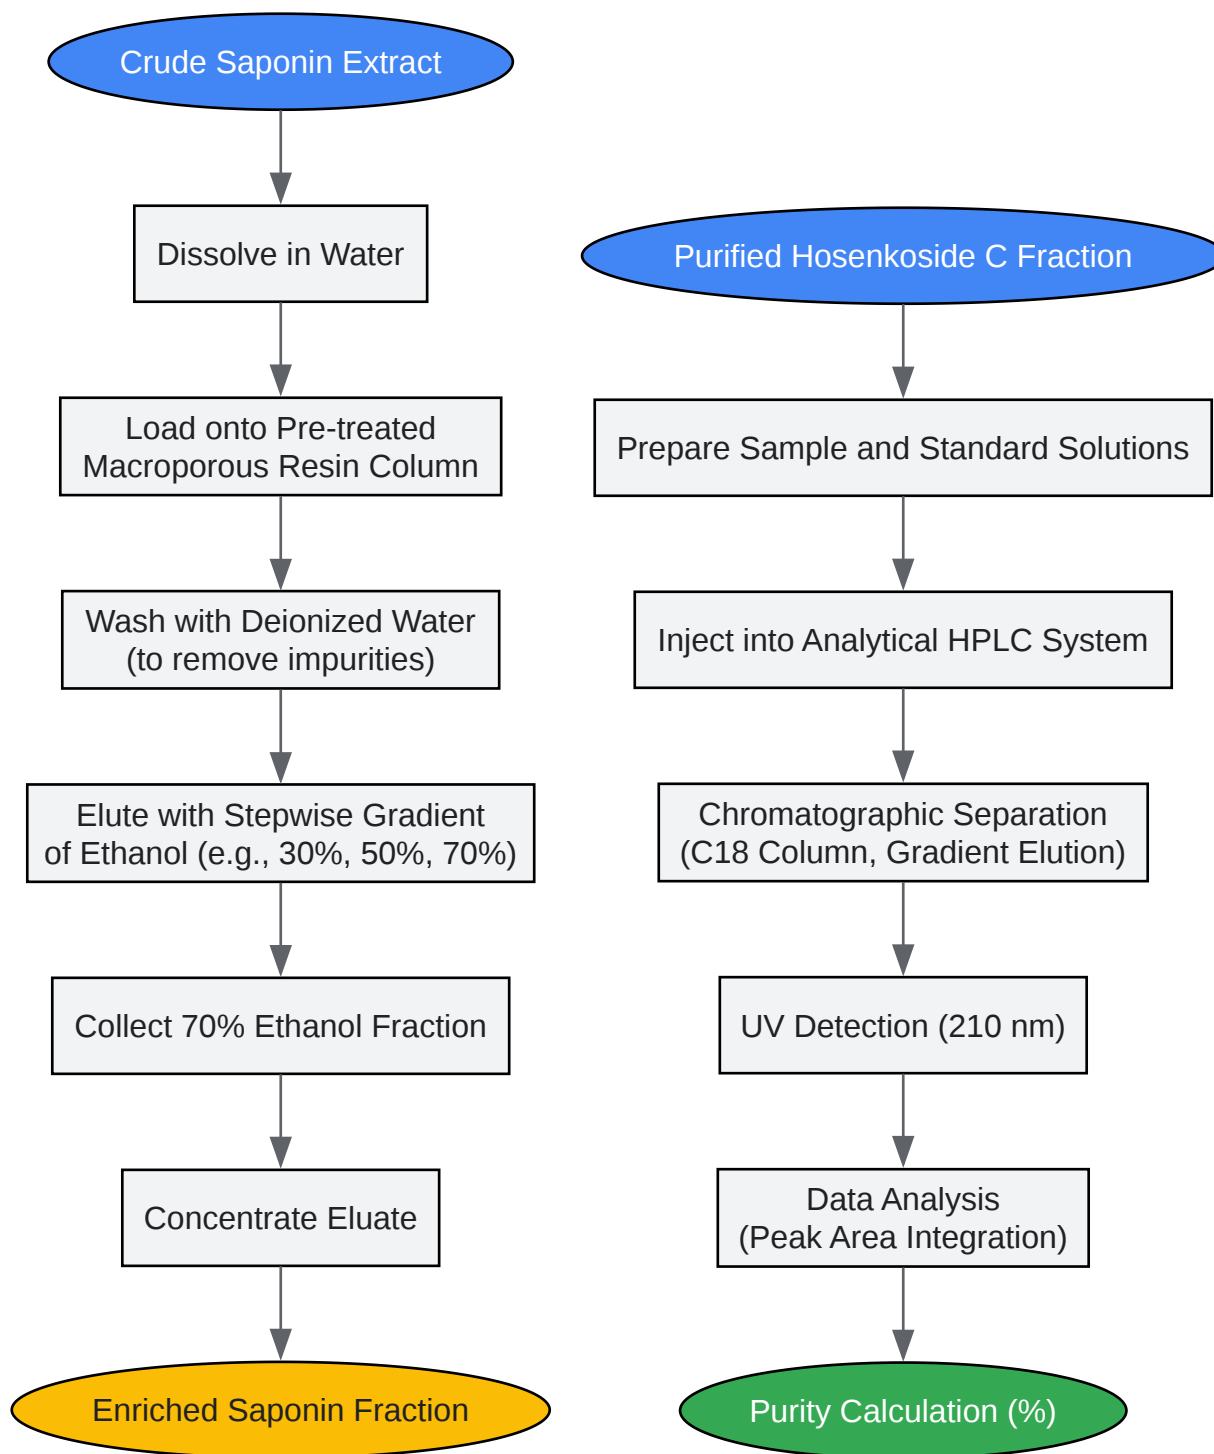 Crude Saponin Extract
Dissolve in Water
Load onto Pre-treated
Macroporous Resin Column
Wash with Deionized Water
(to remove impurities)
Elute with Stepwise Gradient
of Ethanol (e.g., 30%, 50%, 70%)
Collect 70% Ethanol Fraction
Concentrate Eluate
Enriched Saponin Fraction
Purified Hosenkoside C Fraction
Prepare Sample and Standard Solutions
Inject into Analytical HPLC System
Chromatographic Separation
(C18 Column, Gradient Elution)
UV Detection (210 nm)
Data Analysis
(Peak Area Integration)
Purity Calculation (%)